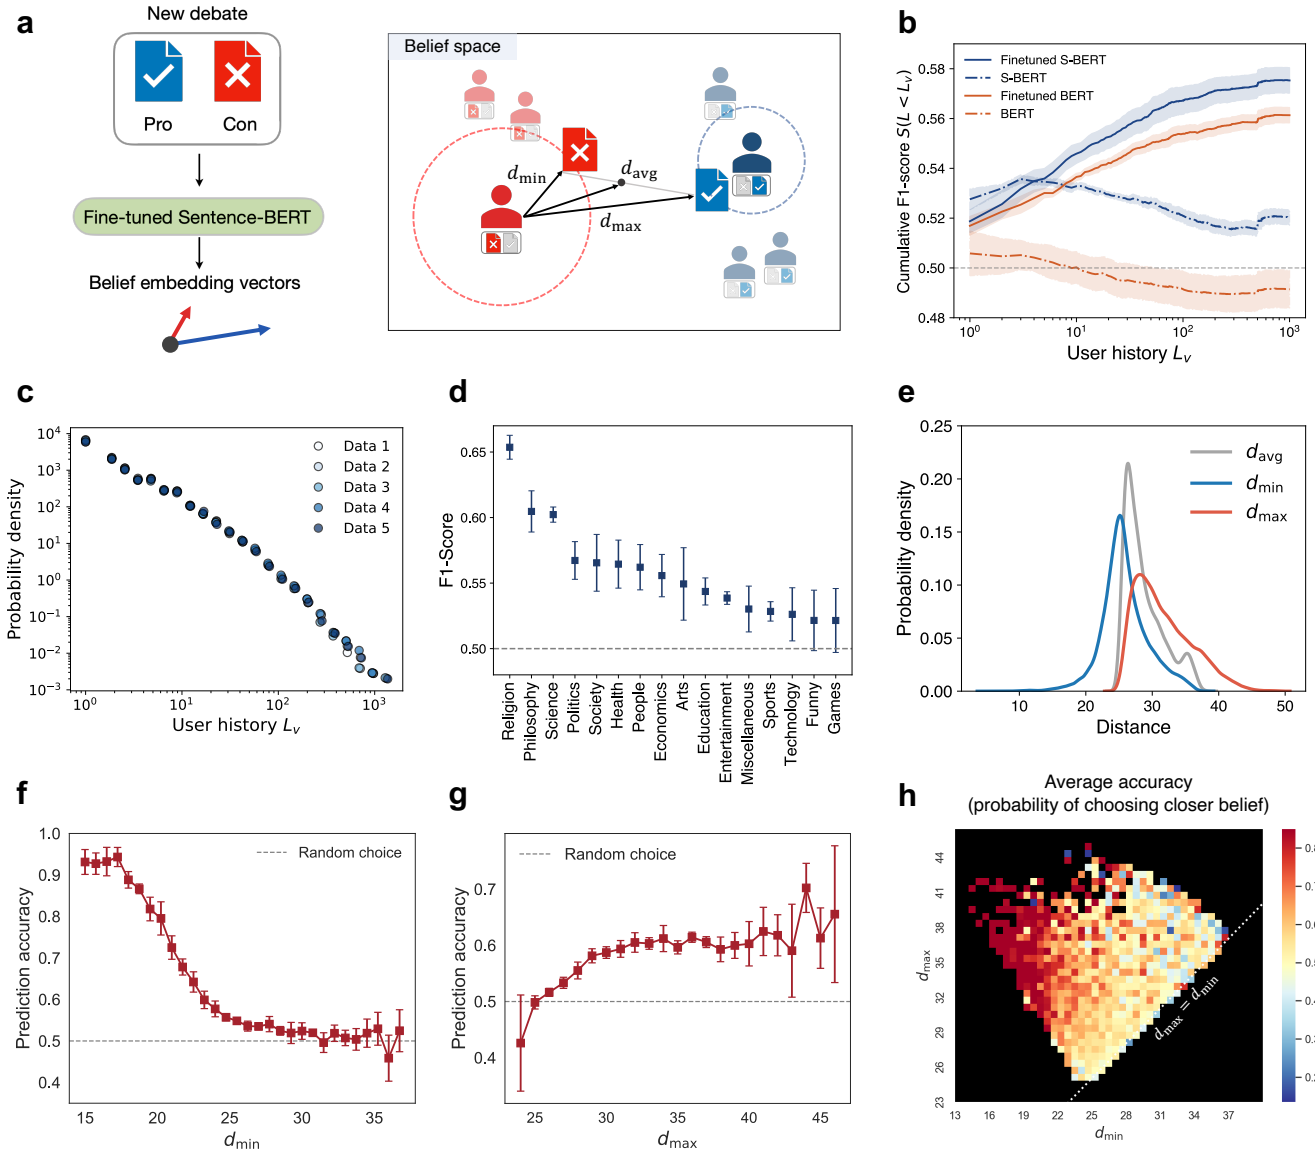 a
New debate
Pro
Con
Fine-tuned Sentence-BERT
Belief embedding vectors
Belief space
d_min
d_avg
d_max
b
Finetuned S-BERT
S-BERT
Finetuned BERT
BERT
Cumulative F1-score S(L < L_v)
0.58
0.56
0.54
0.52
0.50
0.48
10^0
10^1
10^2
10^3
User history L_v
c
Probability density
10^4
10^3
10^2
10^1
10^0
10^−1
10^−2
10^−3
Data 1
Data 2
Data 3
Data 4
Data 5
10^0
10^1
10^2
10^3
User history L_v
d
F1-Score
0.65
0.60
0.55
0.50
Religion
Philosophy
Science
Politics
Society
Health
People
Economics
Arts
Education
Entertainment
Miscellaneous
Sports
Technology
Funny
Games
e
Probability density
0.25
0.20
0.15
0.10
0.05
0.00
d_avg
d_min
d_max
10
20
30
40
50
Distance
f
Prediction accuracy
1.0
0.9
0.8
0.7
0.6
0.5
0.4
Random choice
15
20
25
30
35
d_min
g
Prediction accuracy
0.7
0.6
0.5
0.4
Random choice
25
30
35
40
45
d_max
h
Average accuracy
(probability of choosing closer belief)
d_max
44
41
38
35
32
29
26
23
d_max = d_min
13
16
19
22
25
28
31
34
37
d_min